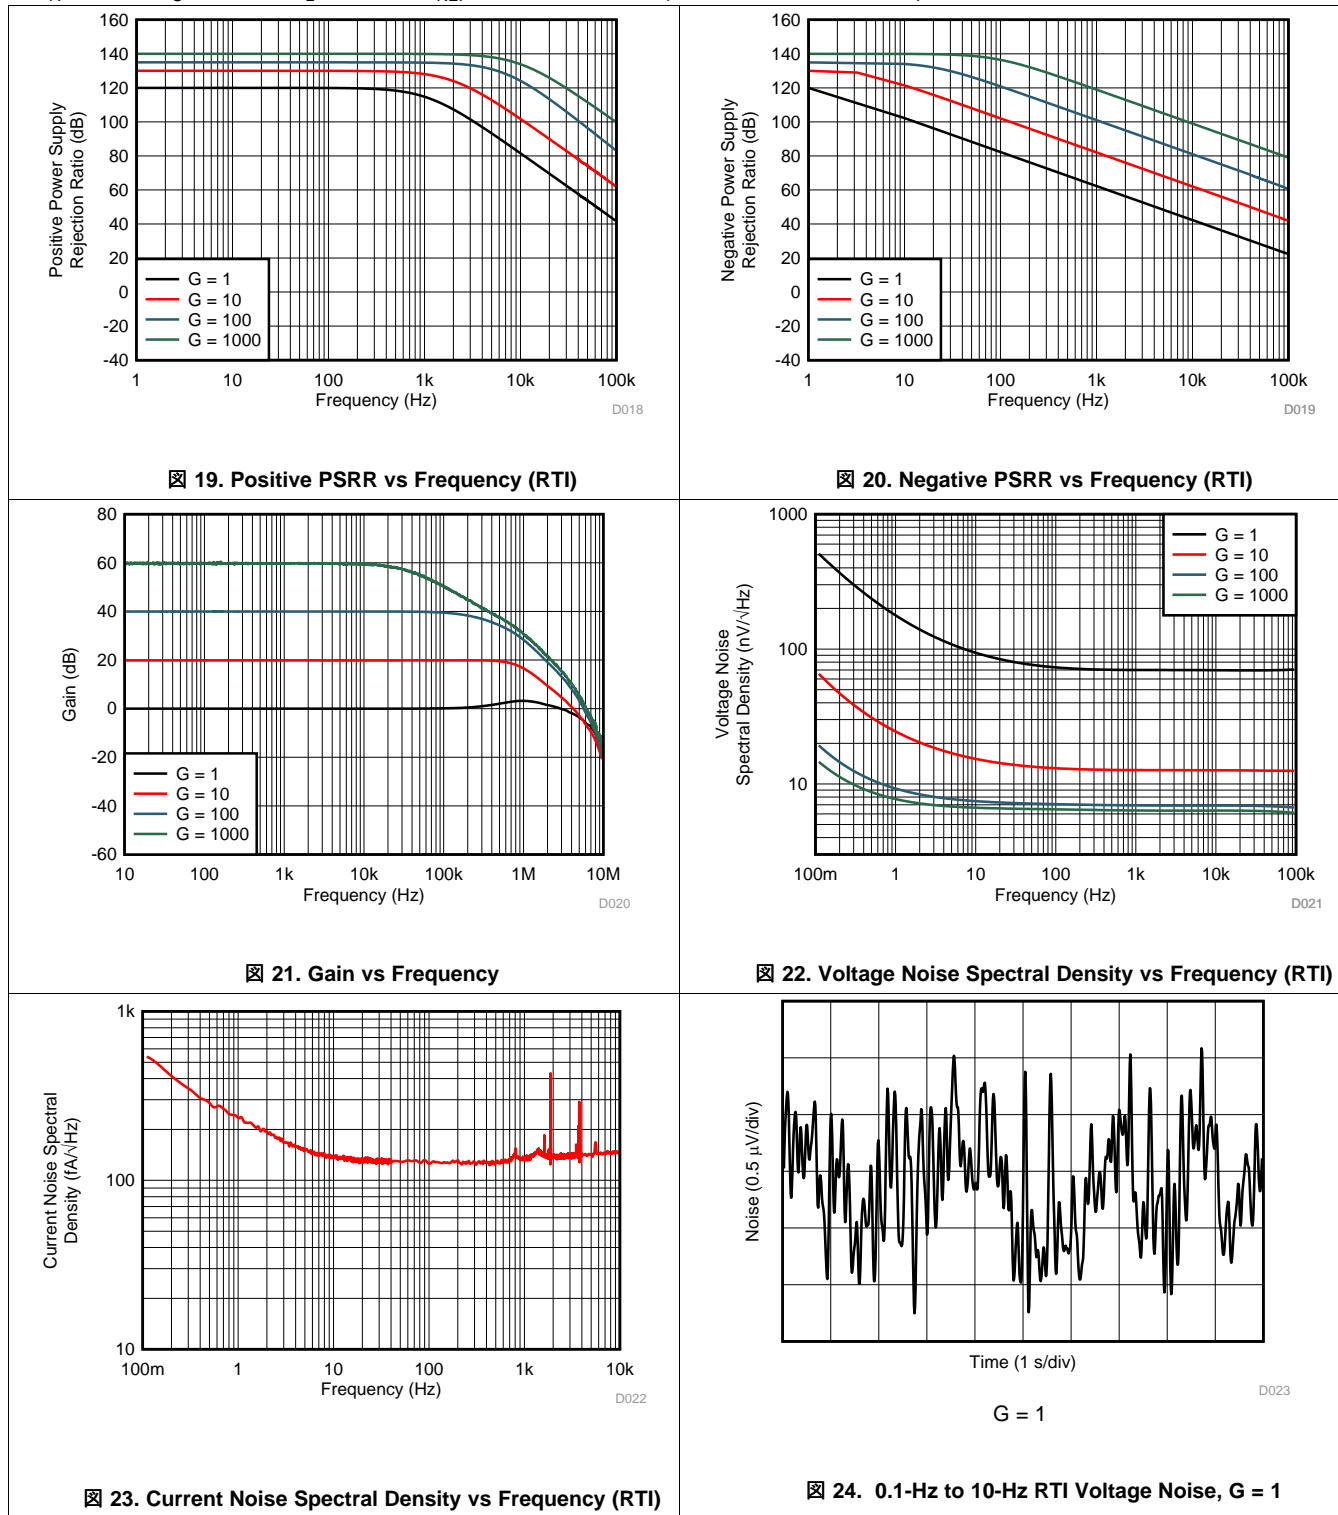 160
140
120
100
80
60
40
20
0
-20
-40
Positive Power Supply
Rejection Ratio (dB)
G = 1
G = 10
G = 100
G = 1000
1
10
100
1k
10k
100k
Frequency (Hz)
D018
図 19. Positive PSRR vs Frequency (RTI)
160
140
120
100
80
60
40
20
0
-20
-40
Negative Power Supply
Rejection Ratio (dB)
G = 1
G = 10
G = 100
G = 1000
1
10
100
1k
10k
100k
Frequency (Hz)
D019
図 20. Negative PSRR vs Frequency (RTI)
80
60
40
20
0
-20
-40
-60
Gain (dB)
G = 1
G = 10
G = 100
G = 1000
10
100
1k
10k
100k
1M
10M
Frequency (Hz)
D020
図 21. Gain vs Frequency
1000
100
10
Voltage Noise
Spectral Density (nV/√Hz)
G = 1
G = 10
G = 100
G = 1000
100m
1
10
100
1k
10k
100k
Frequency (Hz)
D021
図 22. Voltage Noise Spectral Density vs Frequency (RTI)
1k
100
10
Current Noise Spectral
Density (fA/√Hz)
100m
1
10
100
1k
10k
Frequency (Hz)
D022
図 23. Current Noise Spectral Density vs Frequency (RTI)
Noise (0.5 μV/div)
Time (1 s/div)
D023
G = 1
図 24. 0.1-Hz to 10-Hz RTI Voltage Noise, G = 1